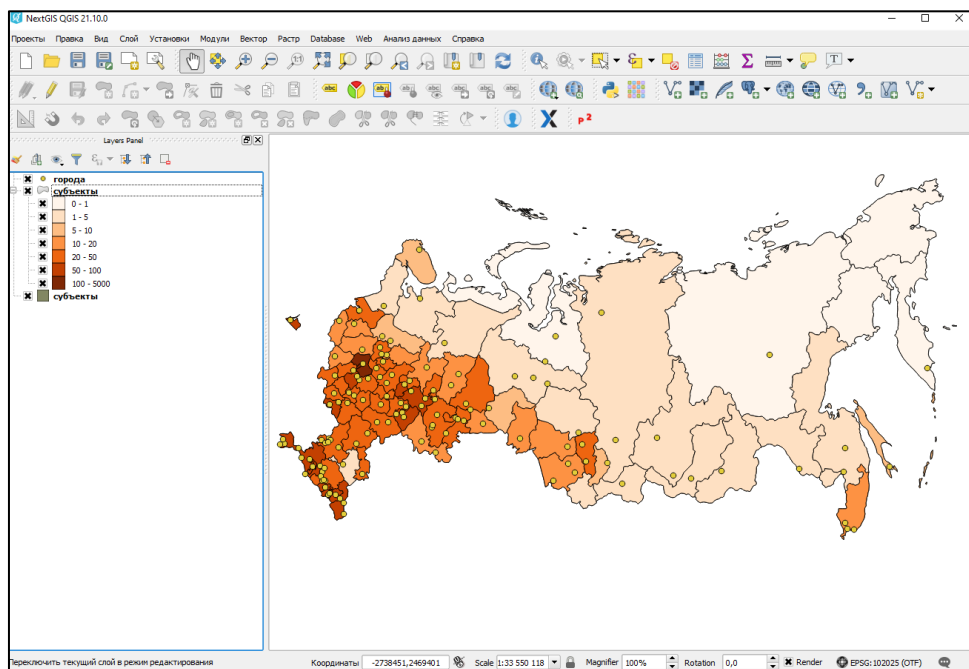 NextGIS QGIS 21.10.0
Проекты Правка Вид Слой Установки Модули Вектор Растр Database Web Анализ данных Справка
Layers Panel
города
субъекты
0 - 1
1 - 5
5 - 10
10 - 20
20 - 50
50 - 100
100 - 5000
субъекты
Переключить текущий слой в режим редактирования Координаты -2738451,2469401 Scale 1:33 550 118 Magnifier 100% Rotation 0,0 Render EPSG:102025 (OTF)